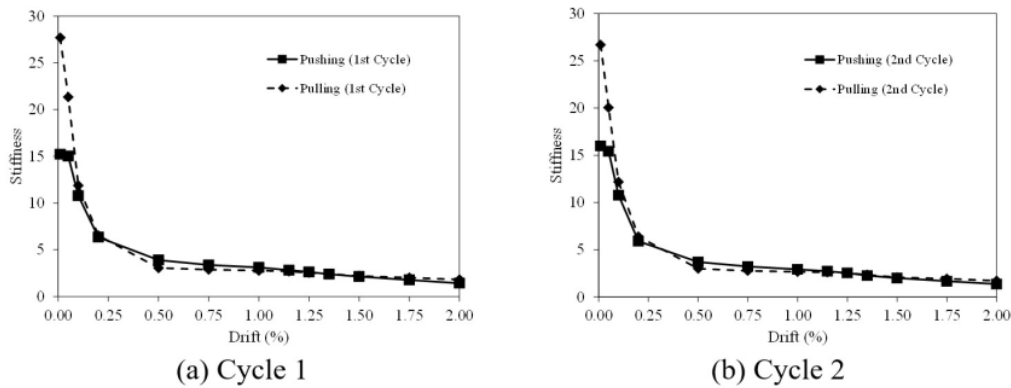 30
25
20
15
10
5
0
Stiffness
Pushing (1st Cycle)
Pulling (1st Cycle)
0.00 0.25 0.50 0.75 1.00 1.25 1.50 1.75 2.00
Drift (%)
(a) Cycle 1
30
25
20
15
10
5
0
Stiffness
Pushing (2nd Cycle)
Pulling (2nd Cycle)
0.00 0.25 0.50 0.75 1.00 1.25 1.50 1.75 2.00
Drift (%)
(b) Cycle 2